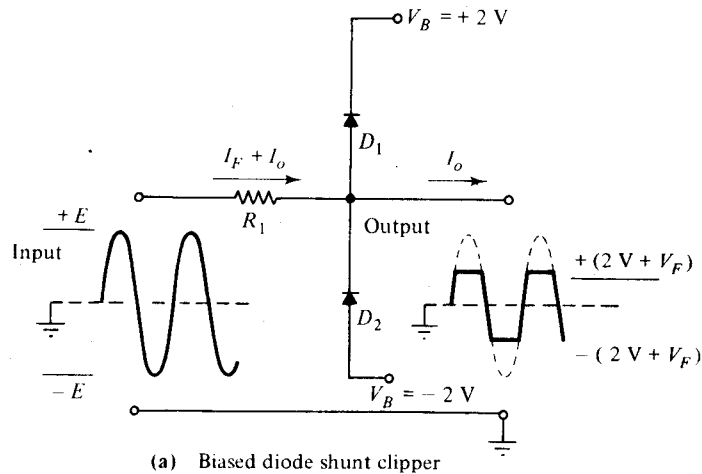 V_B = + 2 V
D_1
I_F + I_o
I_o
R_1
Output
+ E
Input
+ (2 V + V_F)
D_2
- (2 V + V_F)
- E
V_B = - 2 V
(a) Biased diode shunt clipper